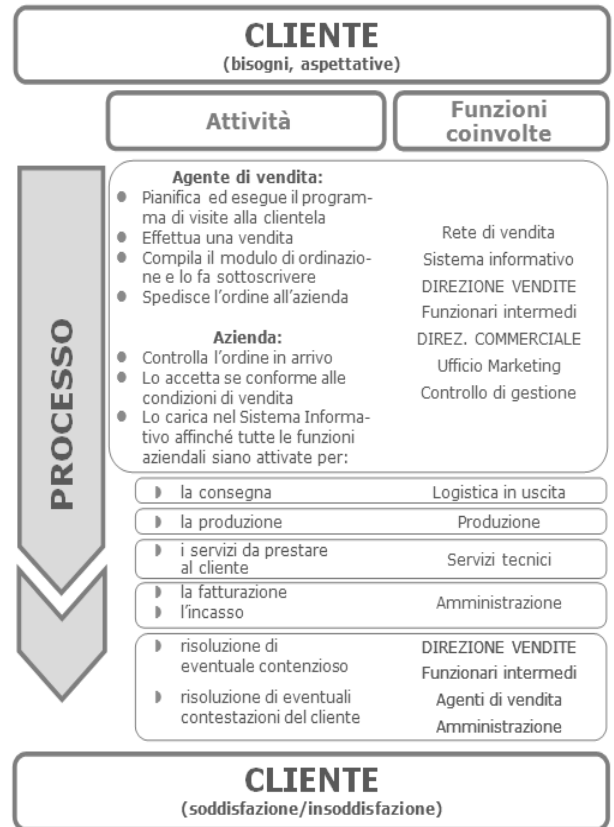 CLIENTE
(bisogni, aspettative)
Attività
Funzioni
coinvolte
PROCESSO
Agente di vendita:
Pianifica ed esegue il program-
ma di visite alla clientela
Effettua una vendita
Compila il modulo di ordinazio-
ne e lo fa sottoscrivere
Spedisce l'ordine all'azienda
Azienda:
Controlla l'ordine in arrivo
Lo accetta se conforme alle
condizioni di vendita
Lo carica nel Sistema Informa-
tivo affinché tutte le funzioni
aziendali siano attivate per:
Rete di vendita
Sistema informativo
DIREZIONE VENDITE
Funzionari intermedi
DIREZ. COMMERCIALE
Ufficio Marketing
Controllo di gestione
la consegna
Logistica in uscita
la produzione
Produzione
i servizi da prestare
al cliente
Servizi tecnici
la fatturazione
l'incasso
Amministrazione
risoluzione di
eventuale contenzioso
risoluzione di eventuali
contestazioni del cliente
DIREZIONE VENDITE
Funzionari intermedi
Agenti di vendita
Amministrazione
CLIENTE
(soddisfazione/insoddisfazione)